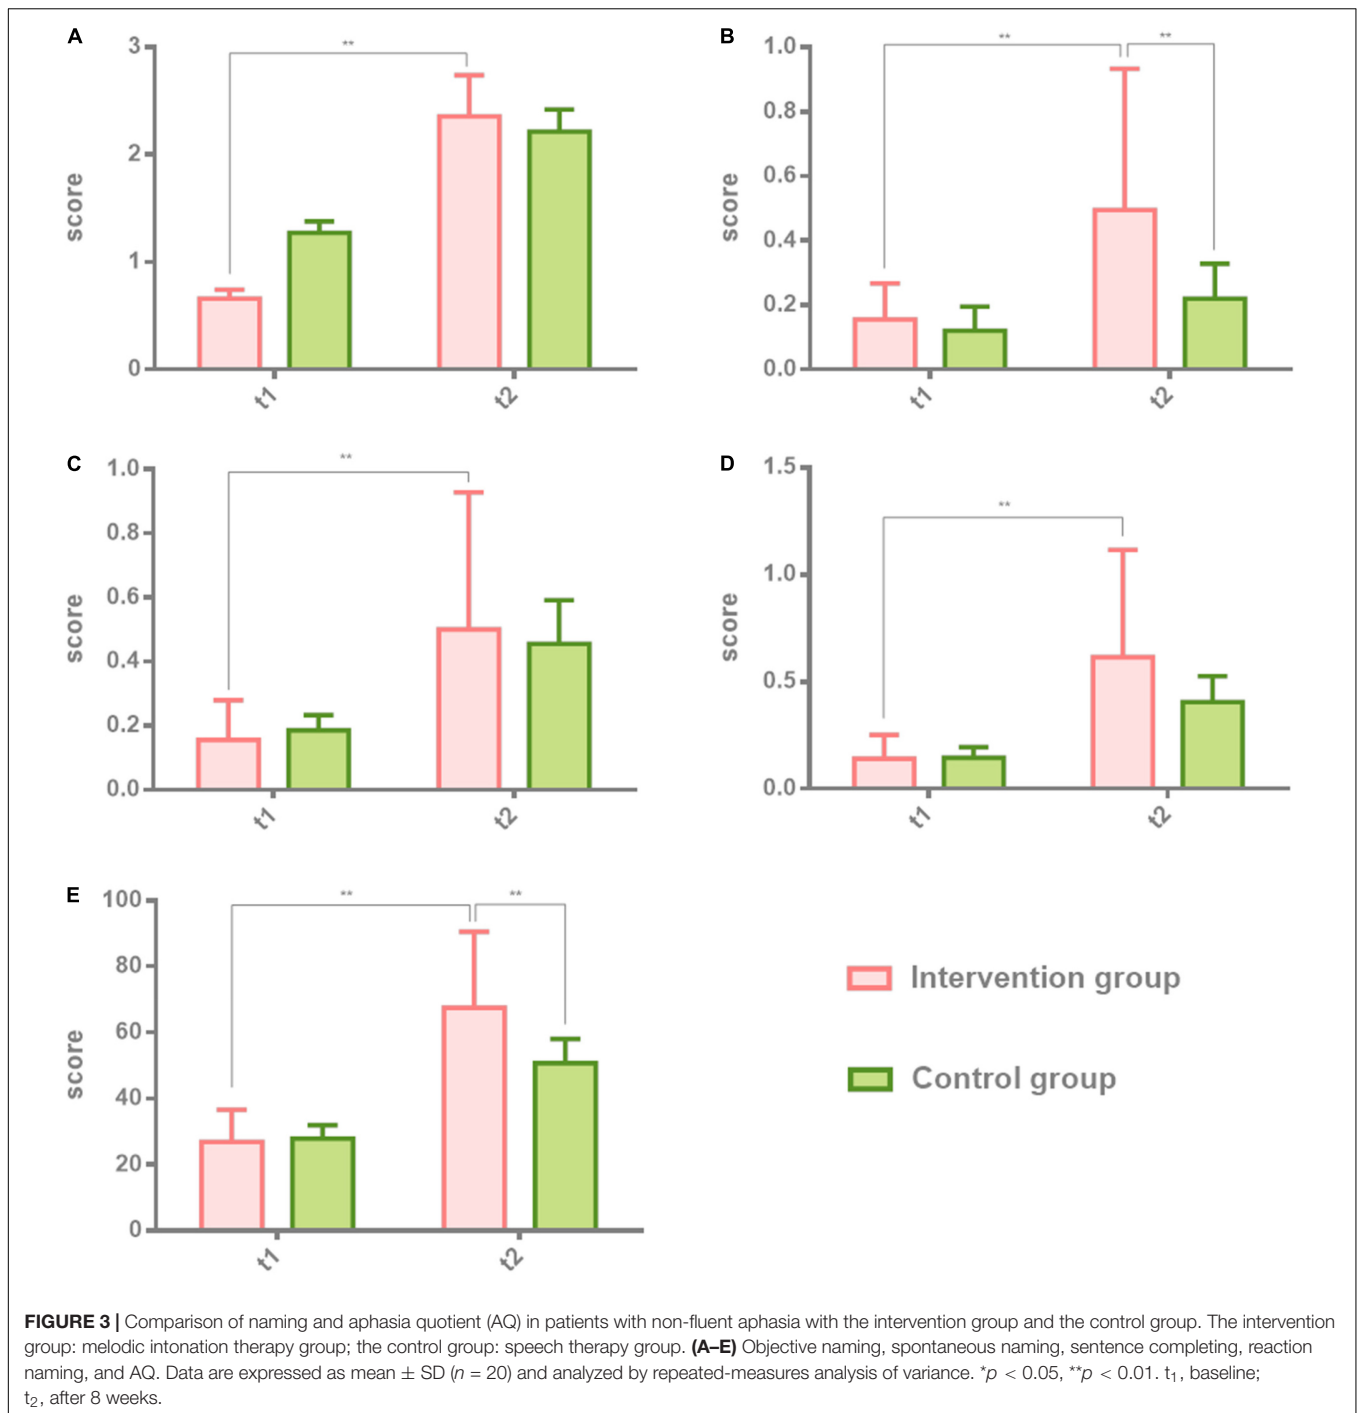 A
**
3
2
1
0
score
t1
t2
B
**
**
1.0
0.8
0.6
0.4
0.2
0.0
score
t1
t2
C
**
1.0
0.8
0.6
0.4
0.2
0.0
score
t1
t2
D
**
1.5
1.0
0.5
0.0
score
t1
t2
E
**
**
100
80
60
40
20
0
score
t1
t2
Intervention group
Control group
FIGURE 3 | Comparison of naming and aphasia quotient (AQ) in patients with non-fluent aphasia with the intervention group and the control group. The intervention
group: melodic intonation therapy group; the control group: speech therapy group. (A–E) Objective naming, spontaneous naming, sentence completing, reaction
naming, and AQ. Data are expressed as mean ± SD (n = 20) and analyzed by repeated-measures analysis of variance. *p < 0.05, **p < 0.01. t1, baseline;
t2, after 8 weeks.